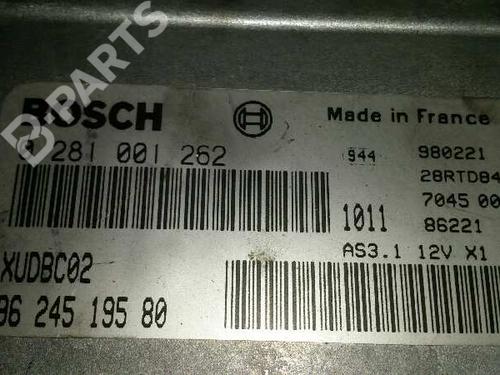 B PARTS
BOSCH
Made in France
0 281 001 262
944
980221
28RTD84
7045 00
1011
86221
AS3.1 12V X1
XUDBC02
96 245 195 80